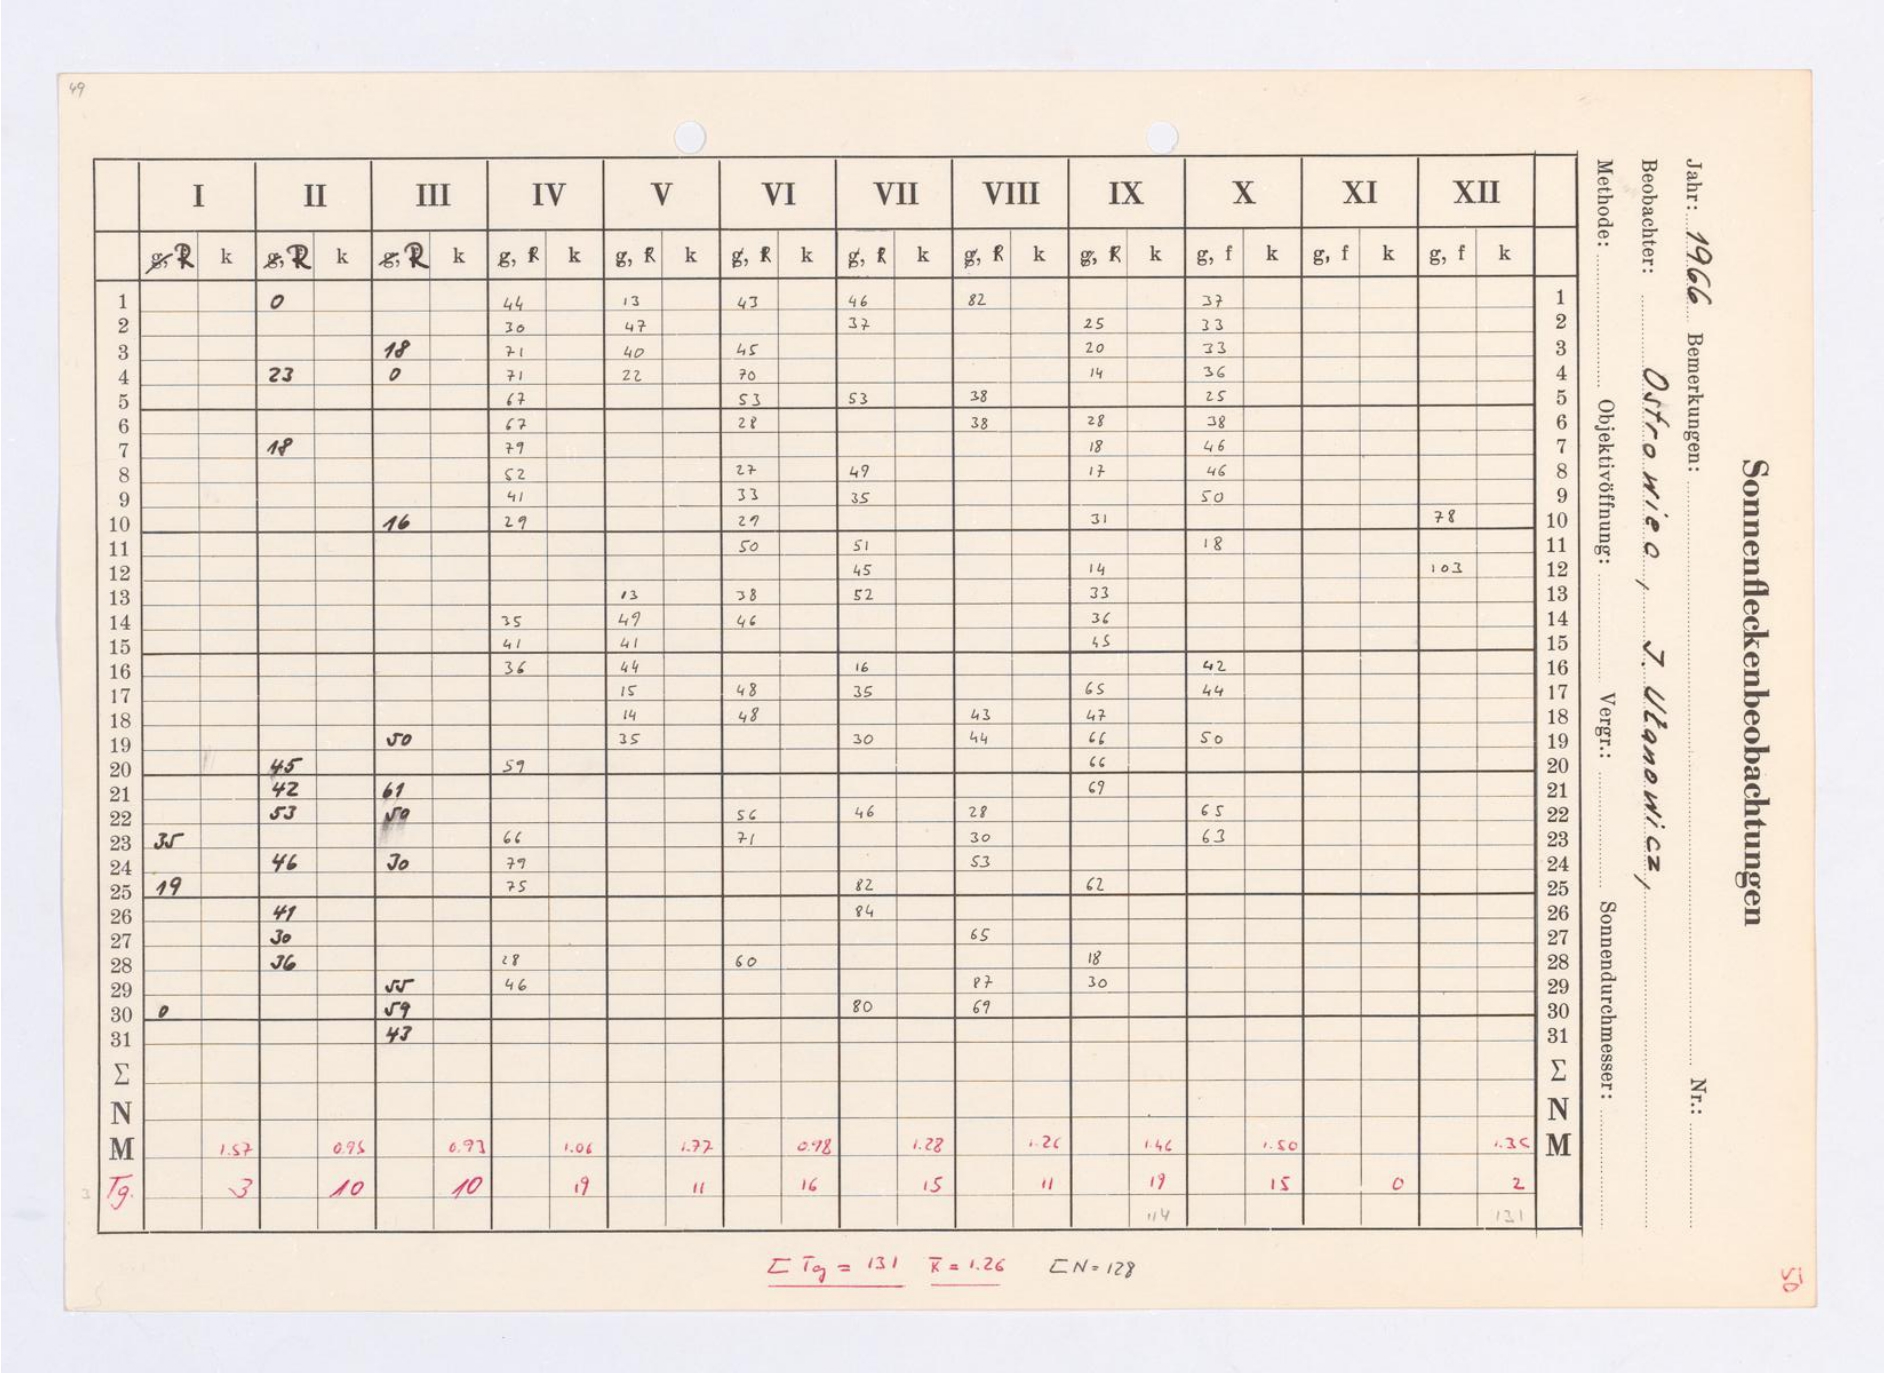 49
I II III IV V VI VII VIII IX X XI XII
g, R k g, R k g, R k g, R k g, R k g, R k g, R k g, R k g, R k g, f k g, f k g, f k
1 0 44 13 43 46 82 37 1
2 30 47 37 25 33 2
3 18 71 40 45 20 33 3
4 23 0 71 22 70 14 36 4
5 67 53 53 38 25 5
6 67 28 38 28 38 6
7 18 79 18 46 7
8 52 27 49 17 46 8
9 41 33 35 50 9
10 16 29 29 31 78 10
11 50 51 18 11
12 45 14 103 12
13 13 38 52 33 13
14 35 49 46 36 14
15 41 41 45 15
16 36 44 16 42 16
17 15 48 35 65 44 17
18 14 48 43 47 18
19 50 35 30 44 66 50 19
20 45 59 66 20
21 42 61 69 21
22 53 50 56 46 28 65 22
23 35 66 71 30 63 23
24 46 30 79 53 24
25 19 75 82 62 25
26 41 84 26
27 30 65 27
28 36 28 60 18 28
29 55 46 87 30 29
30 0 59 80 69 30
31 43 31
Σ Σ
N N
M 1.57 0.95 0.93 1.06 1.77 0.98 1.28 1.26 1.46 1.50 1.35 M
Tg. 3 10 10 19 11 16 15 11 19 15 0 2
114 131
Σ Tg = 131 k̅ = 1.26 Σ N = 128
Sonnenfleckenbeobachtungen
Jahr: 1966 Bemerkungen: Nr.:
Beobachter: Ostrowiec, J. Ułanowicz,
Methode: Objektivöffnung: Vergr.: Sonnendurchmesser: